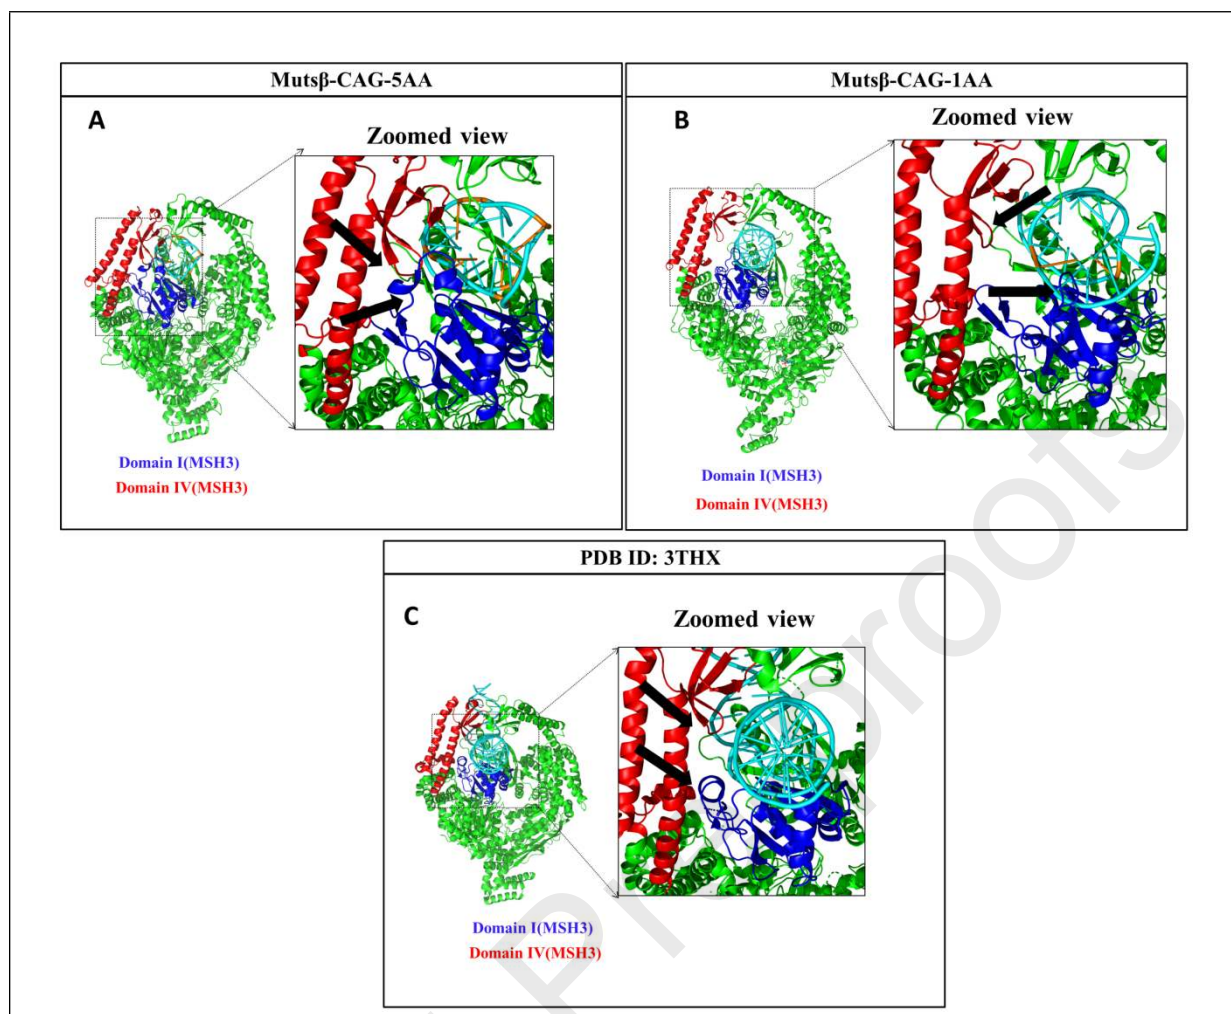 Mutsβ-CAG-5AA
A
Zoomed view
Domain I(MSH3)
Domain IV(MSH3)
Mutsβ-CAG-1AA
B
Zoomed view
Domain I(MSH3)
Domain IV(MSH3)
PDB ID: 3THX
C
Zoomed view
Domain I(MSH3)
Domain IV(MSH3)
Proofs